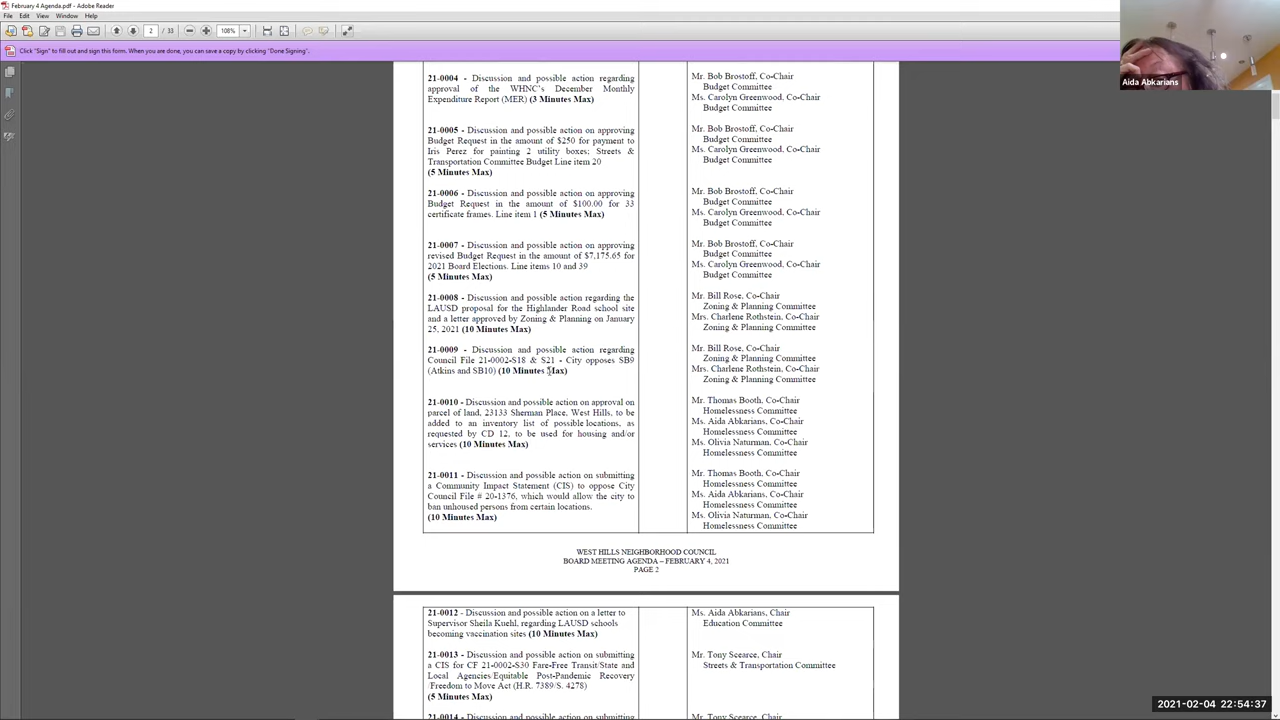 February 4 Agenda.pdf - Adobe Reader
File Edit View Window Help
2 / 33 108%
Click "Sign" to fill out and sign this form. When you are done, you can save a copy by clicking "Done Signing".
Aida Abkarians
21-0004 - Discussion and possible action regarding
approval of the WHNC's December Monthly
Expenditure Report (MER) (3 Minutes Max)
Mr. Bob Brostoff, Co-Chair
Budget Committee
Ms. Carolyn Greenwood, Co-Chair
Budget Committee
21-0005 - Discussion and possible action on approving
Budget Request in the amount of $250 for payment to
Iris Perez for painting 2 utility boxes; Streets &
Transportation Committee Budget Line item 20
(5 Minutes Max)
Mr. Bob Brostoff, Co-Chair
Budget Committee
Ms. Carolyn Greenwood, Co-Chair
Budget Committee
21-0006 - Discussion and possible action on approving
Budget Request in the amount of $100.00 for 33
certificate frames. Line item 1 (5 Minutes Max)
Mr. Bob Brostoff, Co-Chair
Budget Committee
Ms. Carolyn Greenwood, Co-Chair
Budget Committee
21-0007 - Discussion and possible action on approving
revised Budget Request in the amount of $7,175.65 for
2021 Board Elections. Line items 10 and 39
(5 Minutes Max)
Mr. Bob Brostoff, Co-Chair
Budget Committee
Ms. Carolyn Greenwood, Co-Chair
Budget Committee
21-0008 - Discussion and possible action regarding the
LAUSD proposal for the Highlander Road school site
and a letter approved by Zoning & Planning on January
25, 2021 (10 Minutes Max)
Mr. Bill Rose, Co-Chair
Zoning & Planning Committee
Mrs. Charlene Rothstein, Co-Chair
Zoning & Planning Committee
21-0009 - Discussion and possible action regarding
Council File 21-0002-S18 & S21 - City opposes SB9
(Atkins and SB10) (10 Minutes Max)
Mr. Bill Rose, Co-Chair
Zoning & Planning Committee
Mrs. Charlene Rothstein, Co-Chair
Zoning & Planning Committee
21-0010 - Discussion and possible action on approval on
parcel of land, 23133 Sherman Place, West Hills, to be
added to an inventory list of possible locations, as
requested by CD 12, to be used for housing and/or
services (10 Minutes Max)
Mr. Thomas Booth, Co-Chair
Homelessness Committee
Ms. Aida Abkarians, Co-Chair
Homelessness Committee
Ms. Olivia Naturman, Co-Chair
Homelessness Committee
21-0011 - Discussion and possible action on submitting
a Community Impact Statement (CIS) to oppose City
Council File # 20-1376, which would allow the city to
ban unhoused persons from certain locations.
(10 Minutes Max)
Mr. Thomas Booth, Co-Chair
Homelessness Committee
Ms. Aida Abkarians, Co-Chair
Homelessness Committee
Ms. Olivia Naturman, Co-Chair
Homelessness Committee
WEST HILLS NEIGHBORHOOD COUNCIL
BOARD MEETING AGENDA – FEBRUARY 4, 2021
PAGE 2
21-0012 - Discussion and possible action on a letter to
Supervisor Sheila Kuehl, regarding LAUSD schools
becoming vaccination sites (10 Minutes Max)
Ms. Aida Abkarians, Chair
Education Committee
21-0013 - Discussion and possible action on submitting
a CIS for CF 21-0002-S30 Fare-Free Transit/State and
Local Agencies/Equitable Post-Pandemic Recovery
/Freedom to Move Act (H.R. 7389/S. 4278)
(5 Minutes Max)
Mr. Tony Scearce, Chair
Streets & Transportation Committee
21-0014 - Discussion and possible action on submitting
Mr. Tony Scearce, Chair
2021-02-04 22:54:37